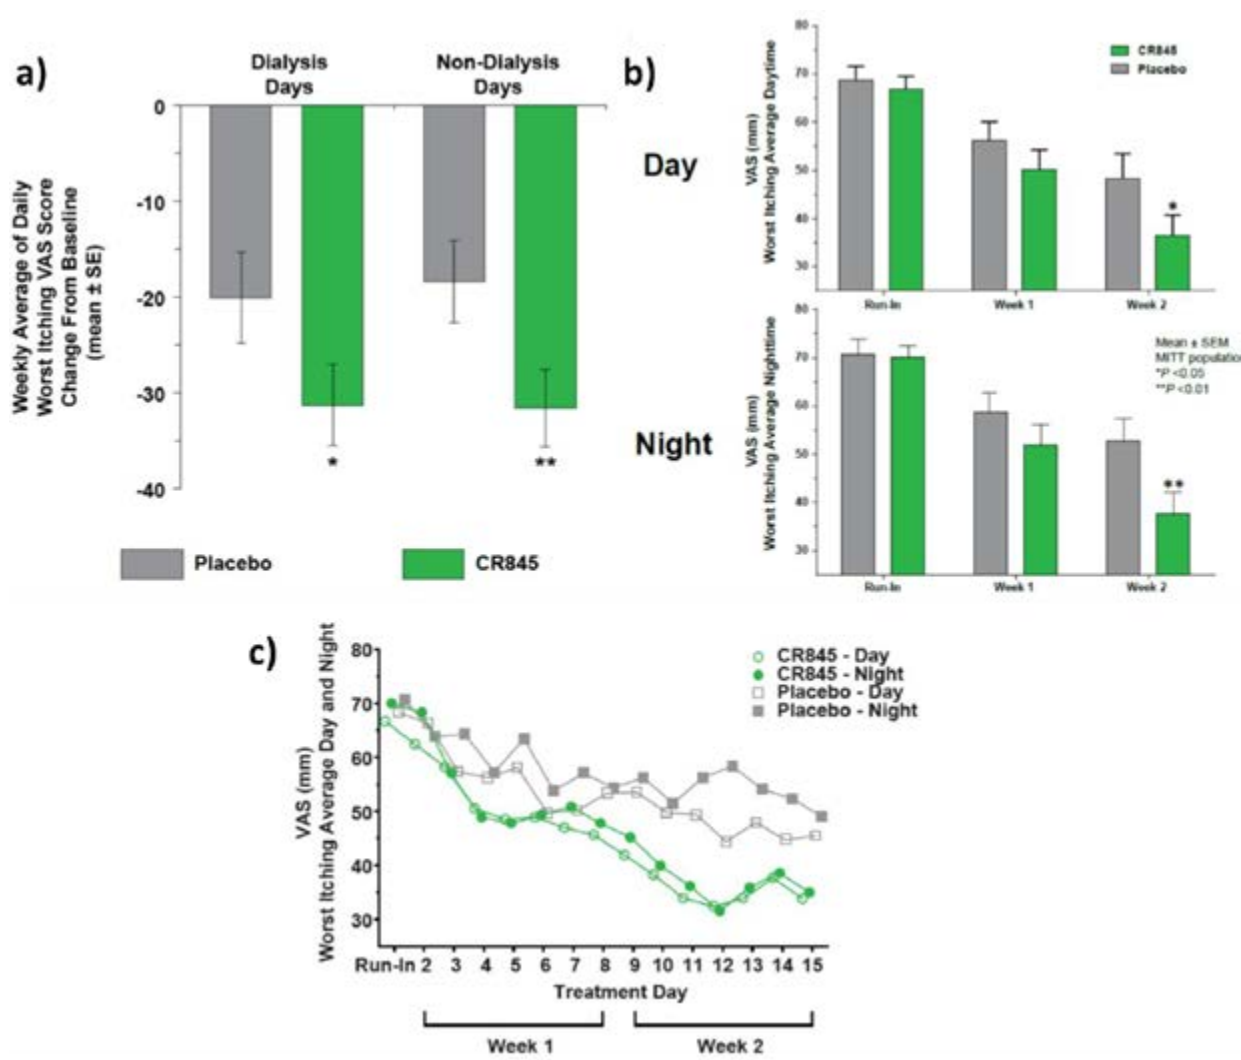 a)
Dialysis
Days
Non-Dialysis
Days
0
-10
-20
-30
-40
Weekly Average of Daily
Worst Itching VAS Score
Change From Baseline
(mean ± SE)
*
**
Placebo
CR845
b)
Day
VAS (mm)
Worst Itching Average Daytime
80
70
60
50
40
30
CR845
Placebo
*
Run-In
Week 1
Week 2
Night
VAS (mm)
Worst Itching Average Nighttime
80
70
60
50
40
30
Mean ± SEM
MITT population
*P <0.05
**P <0.01
**
Run-In
Week 1
Week 2
c)
VAS (mm)
Worst Itching Average Day and Night
80
70
60
50
40
30
CR845 - Day
CR845 - Night
Placebo - Day
Placebo - Night
Run-In 2 3 4 5 6 7 8 9 10 11 12 13 14 15
Treatment Day
Week 1
Week 2